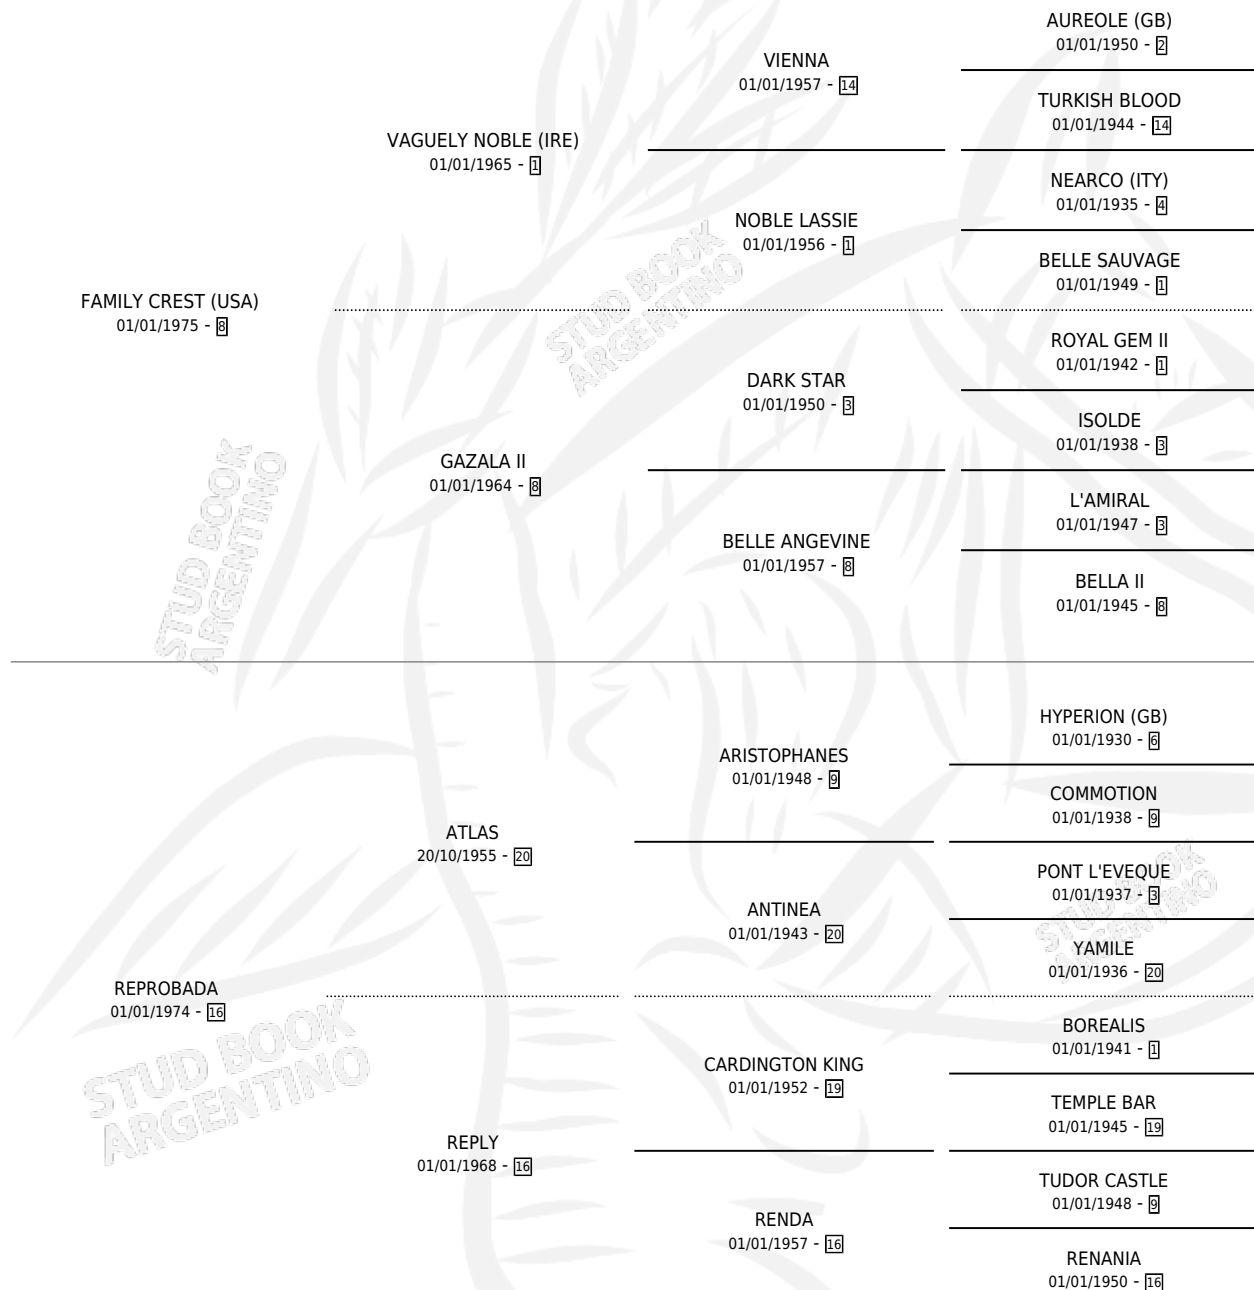 AUREOLE (GB)
01/01/1950 - 2
VIENNA
01/01/1957 - 14
TURKISH BLOOD
01/01/1944 - 14
VAGUELY NOBLE (IRE)
01/01/1965 - 1
NEARCO (ITY)
01/01/1935 - 4
NOBLE LASSIE
01/01/1956 - 1
BELLE SAUVAGE
01/01/1949 - 1
FAMILY CREST (USA)
01/01/1975 - 8
STUD BOOK
ARGENTINO
ROYAL GEM II
01/01/1942 - 1
DARK STAR
01/01/1950 - 3
ISOLDE
01/01/1938 - 3
GAZALA II
01/01/1964 - 8
L'AMIRAL
01/01/1947 - 3
BELLE ANGEVINE
01/01/1957 - 8
BELLA II
01/01/1945 - 8
STUD BOOK
ARGENTINO
HYPERION (GB)
01/01/1930 - 6
ARISTOPHANES
01/01/1948 - 9
COMMOTION
01/01/1938 - 9
ATLAS
20/10/1955 - 20
PONT L'EVEQUE
01/01/1937 - 3
ANTINEA
01/01/1943 - 20
YAMILE
01/01/1936 - 20
STUD BOOK
ARGENTINO
REPROBADA
01/01/1974 - 16
BOREALIS
01/01/1941 - 1
CARDINGTON KING
01/01/1952 - 19
TEMPLE BAR
01/01/1945 - 19
STUD BOOK
ARGENTINO
REPLY
01/01/1968 - 16
TUDOR CASTLE
01/01/1948 - 9
RENDA
01/01/1957 - 16
RENANIA
01/01/1950 - 16